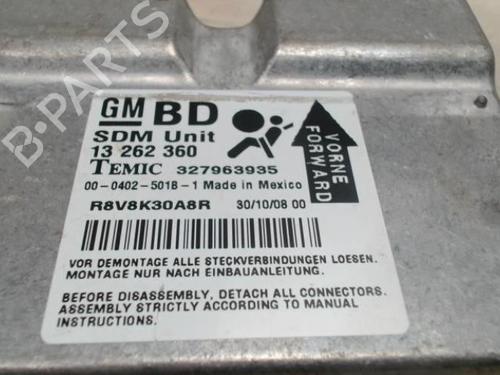 GM BD
SDM Unit
13 262 360
TEMIC 327963935
00-0402-501B-1 Made in Mexico
R8V8K30A8R 30/10/08 00
VORNE
FORWARD
VOR DEMONTAGE ALLE STECKVERBINDUNGEN LOESEN.
MONTAGE NUR NACH EINBAUANLEITUNG.
BEFORE DISASSEMBLY, DETACH ALL CONNECTORS.
ASSEMBLY STRICTLY ACCORDING TO MANUAL
INSTRUCTIONS.
B-PARTS